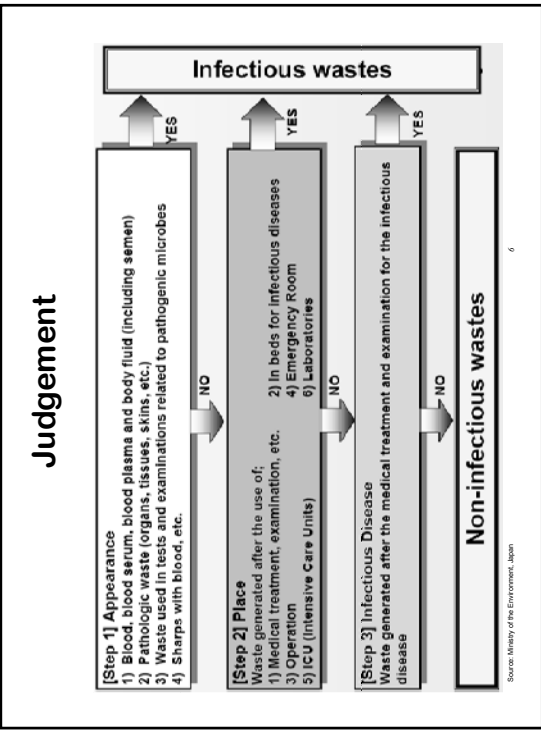 Judgement
[Step 1] Appearance
1) Blood, blood serum, blood plasma and body fluid (including semen)
2) Pathologic waste (organs, tissues, skins, etc.)
3) Waste used in tests and examinations related to pathogenic microbes
4) Sharps with blood, etc.
YES
NO
[Step 2] Place
Waste generated after the use of;
1) Medical treatment, examination, etc.
2) In beds for infectious diseases
3) Operation
4) Emergency Room
5) ICU (Intensive Care Units)
6) Laboratories
YES
NO
[Step 3] Infectious Disease
Waste generated after the medical treatment and examination for the infectious
disease
YES
NO
Infectious wastes
Non-infectious wastes
Source: Ministry of the Environment, Japan
6